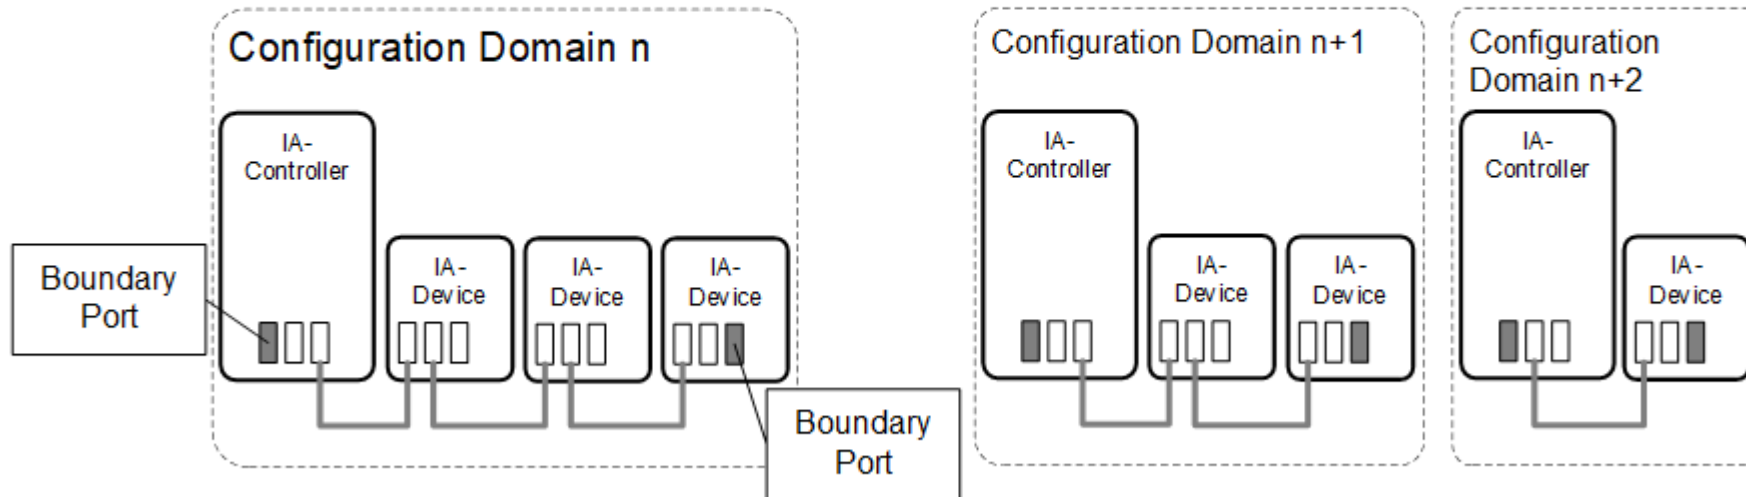 Configuration Domain n
IA-
Controller
IA-
Device
IA-
Device
IA-
Device
Boundary
Port
Boundary
Port
Configuration Domain n+1
IA-
Controller
IA-
Device
IA-
Device
Configuration
Domain n+2
IA-
Controller
IA-
Device